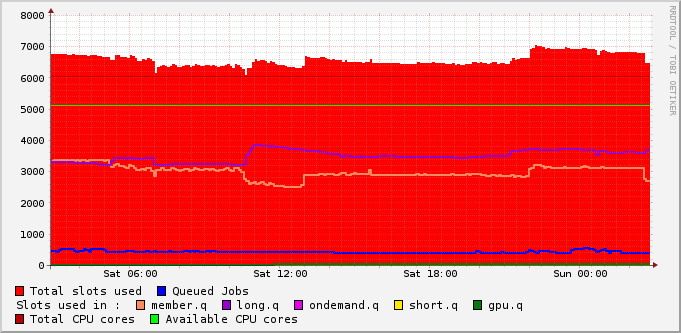 RRDTOOL / TOBI OETIKER
8000
7000
6000
5000
4000
3000
2000
1000
0
Sat 06:00 Sat 12:00 Sat 18:00 Sun 00:00
Total slots used Queued Jobs
Slots used in : member.q long.q ondemand.q short.q gpu.q
Total CPU cores Available CPU cores